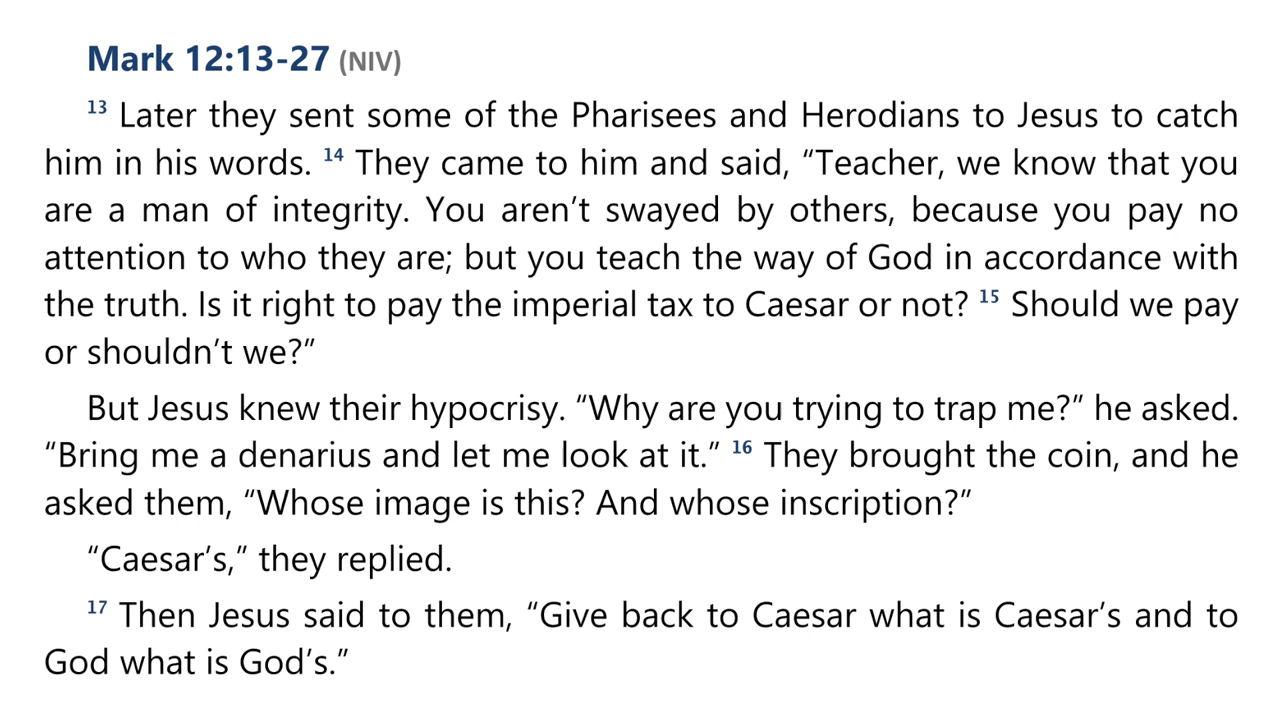 Mark 12:13-27 (NIV)
13 Later they sent some of the Pharisees and Herodians to Jesus to catch
him in his words. 14 They came to him and said, “Teacher, we know that you
are a man of integrity. You aren’t swayed by others, because you pay no
attention to who they are; but you teach the way of God in accordance with
the truth. Is it right to pay the imperial tax to Caesar or not? 15 Should we pay
or shouldn’t we?”
But Jesus knew their hypocrisy. “Why are you trying to trap me?” he asked.
“Bring me a denarius and let me look at it.” 16 They brought the coin, and he
asked them, “Whose image is this? And whose inscription?”
“Caesar’s,” they replied.
17 Then Jesus said to them, “Give back to Caesar what is Caesar’s and to
God what is God’s.”